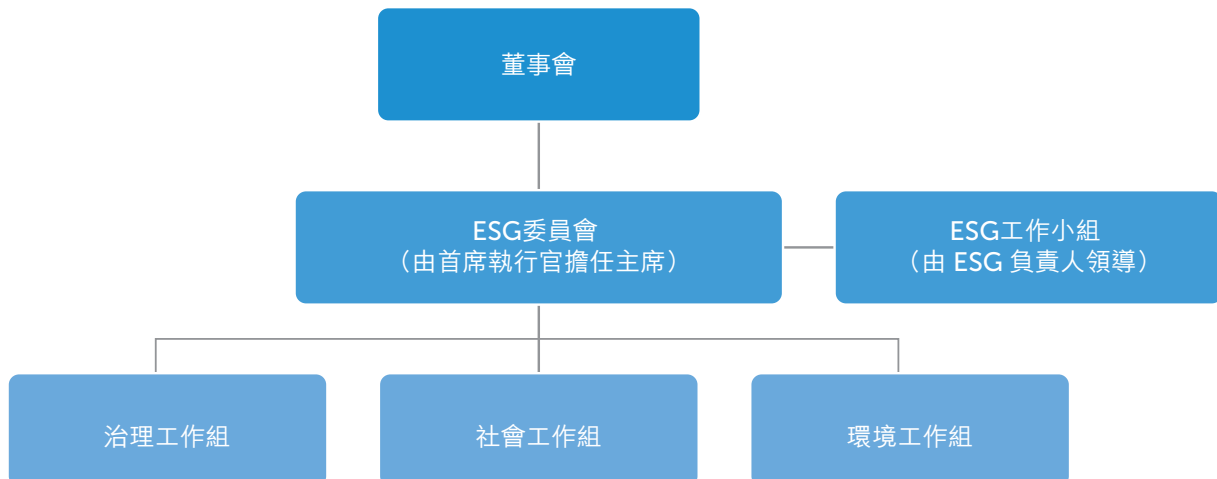 董事會
ESG委員會
（由首席執行官擔任主席）
ESG工作小組
（由 ESG 負責人領導）
治理工作組
社會工作組
環境工作組